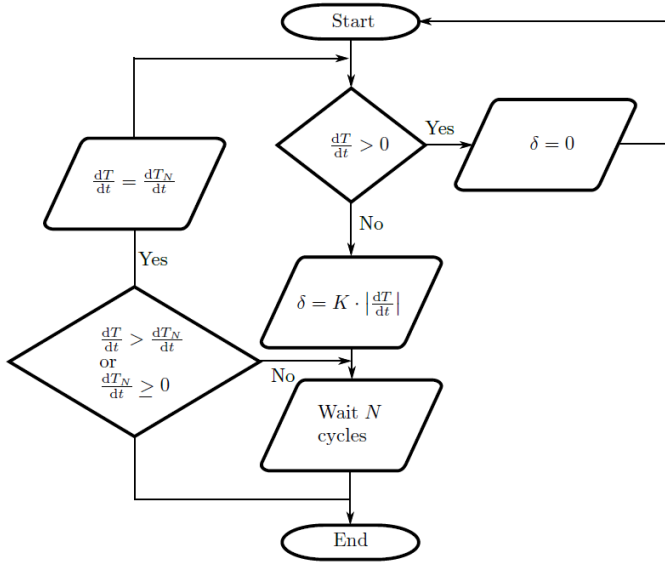 Start
dT/dt > 0
Yes
δ = 0
dT/dt = dT_N/dt
No
Yes
δ = K · |dT/dt|
dT/dt > dT_N/dt
or
dT_N/dt ≥ 0
No
Wait N
cycles
End